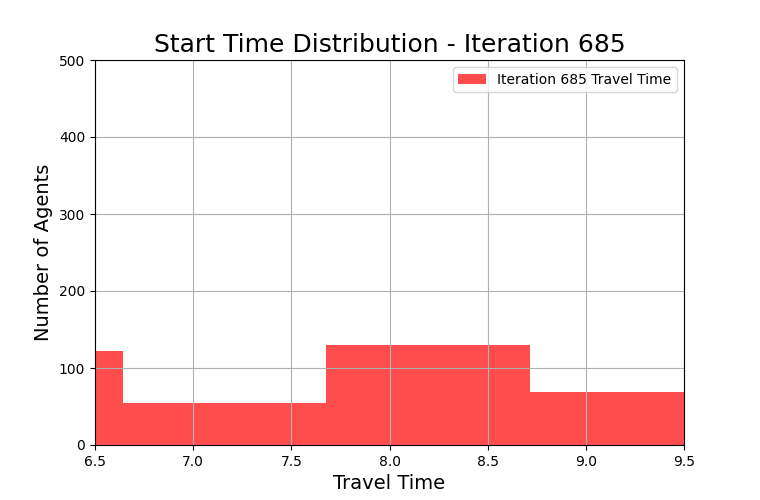 Start Time Distribution - Iteration 685
Iteration 685 Travel Time
Number of Agents
500
400
300
200
100
0
6.5 7.0 7.5 8.0 8.5 9.0 9.5
Travel Time